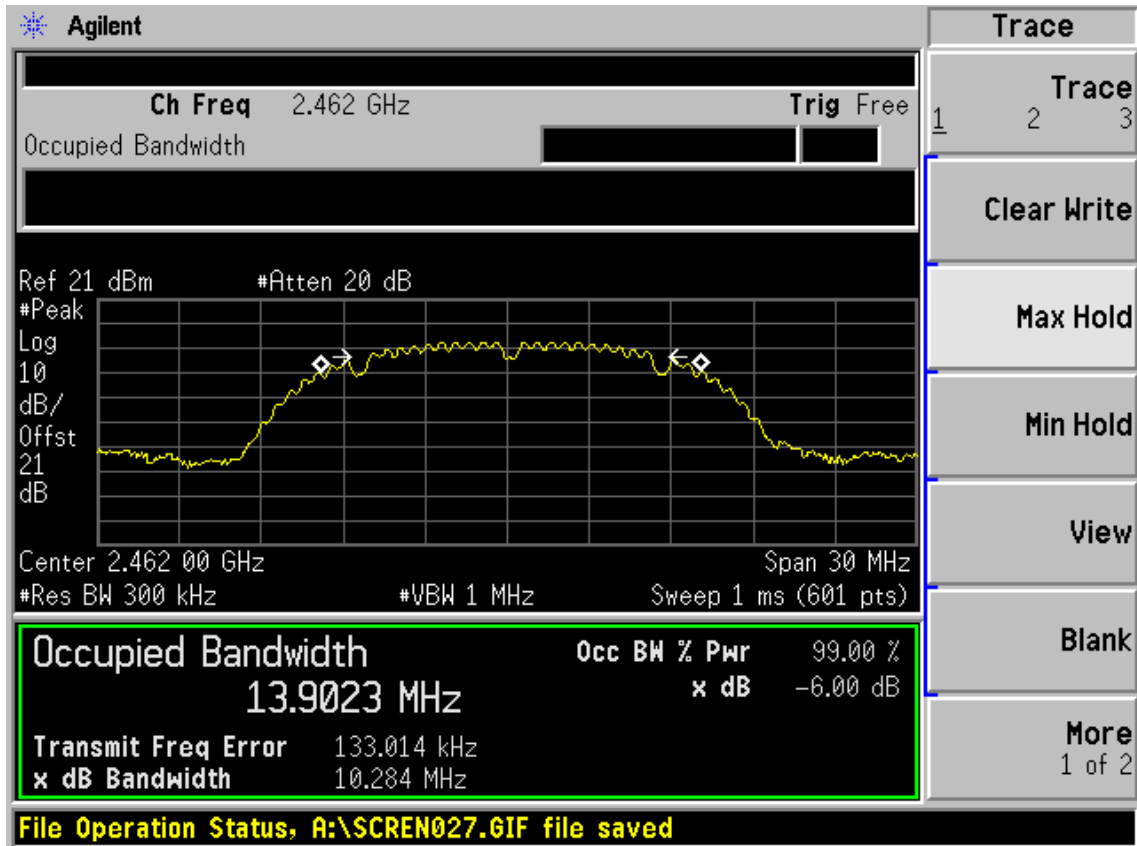 Agilent
Trace
Ch Freq 2.462 GHz Trig Free
Occupied Bandwidth
Trace
1 2 3
Clear Write
Max Hold
Min Hold
View
Blank
More
1 of 2
Ref 21 dBm #Atten 20 dB
#Peak
Log
10
dB/
Offst
21
dB
Center 2.462 00 GHz Span 30 MHz
#Res BW 300 kHz #VBW 1 MHz Sweep 1 ms (601 pts)
Occupied Bandwidth
13.9023 MHz
Occ BW % Pwr 99.00 %
x dB -6.00 dB
Transmit Freq Error 133.014 kHz
x dB Bandwidth 10.284 MHz
File Operation Status, A:\SCREN027.GIF file saved